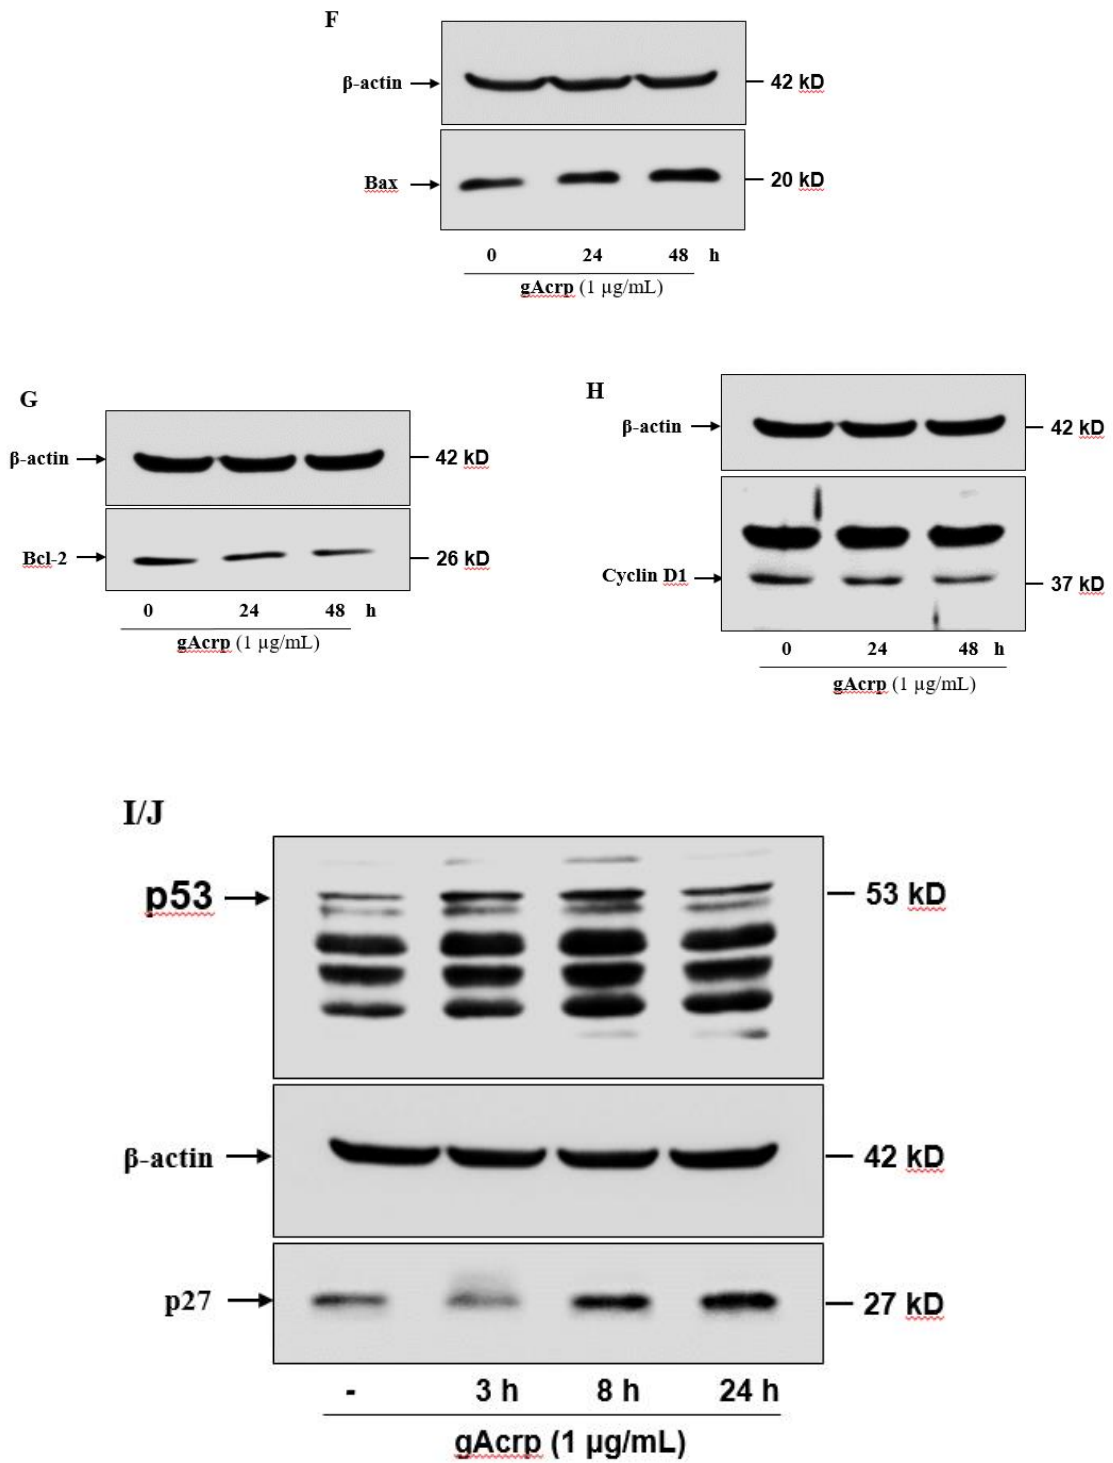 F
β-actin
42 kD
Bax
20 kD
0 24 48 h
gAcrp (1 µg/mL)
G
β-actin
42 kD
Bcl-2
26 kD
0 24 48 h
gAcrp (1 µg/mL)
H
β-actin
42 kD
Cyclin D1
37 kD
0 24 48 h
gAcrp (1 µg/mL)
I/J
p53
53 kD
β-actin
42 kD
p27
27 kD
- 3 h 8 h 24 h
gAcrp (1 µg/mL)